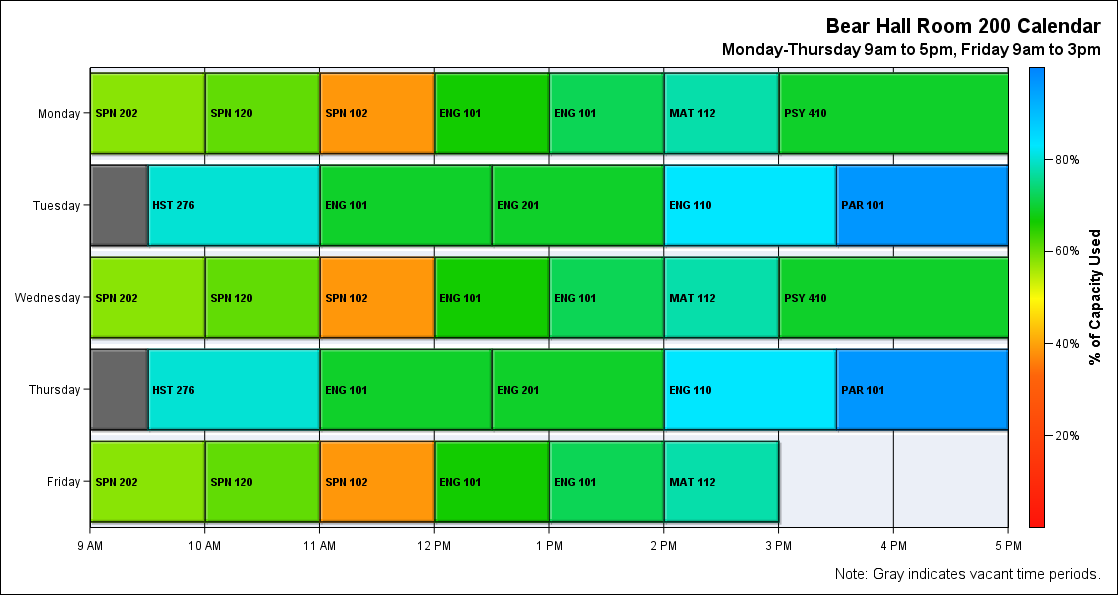 Bear Hall Room 200 Calendar
Monday-Thursday 9am to 5pm, Friday 9am to 3pm
Monday SPN 202 SPN 120 SPN 102 ENG 101 ENG 101 MAT 112 PSY 410
Tuesday HST 276 ENG 101 ENG 201 ENG 110 PAR 101
Wednesday SPN 202 SPN 120 SPN 102 ENG 101 ENG 101 MAT 112 PSY 410
Thursday HST 276 ENG 101 ENG 201 ENG 110 PAR 101
Friday SPN 202 SPN 120 SPN 102 ENG 101 ENG 101 MAT 112
9 AM 10 AM 11 AM 12 PM 1 PM 2 PM 3 PM 4 PM 5 PM
80%
60%
40%
20%
% of Capacity Used
Note: Gray indicates vacant time periods.